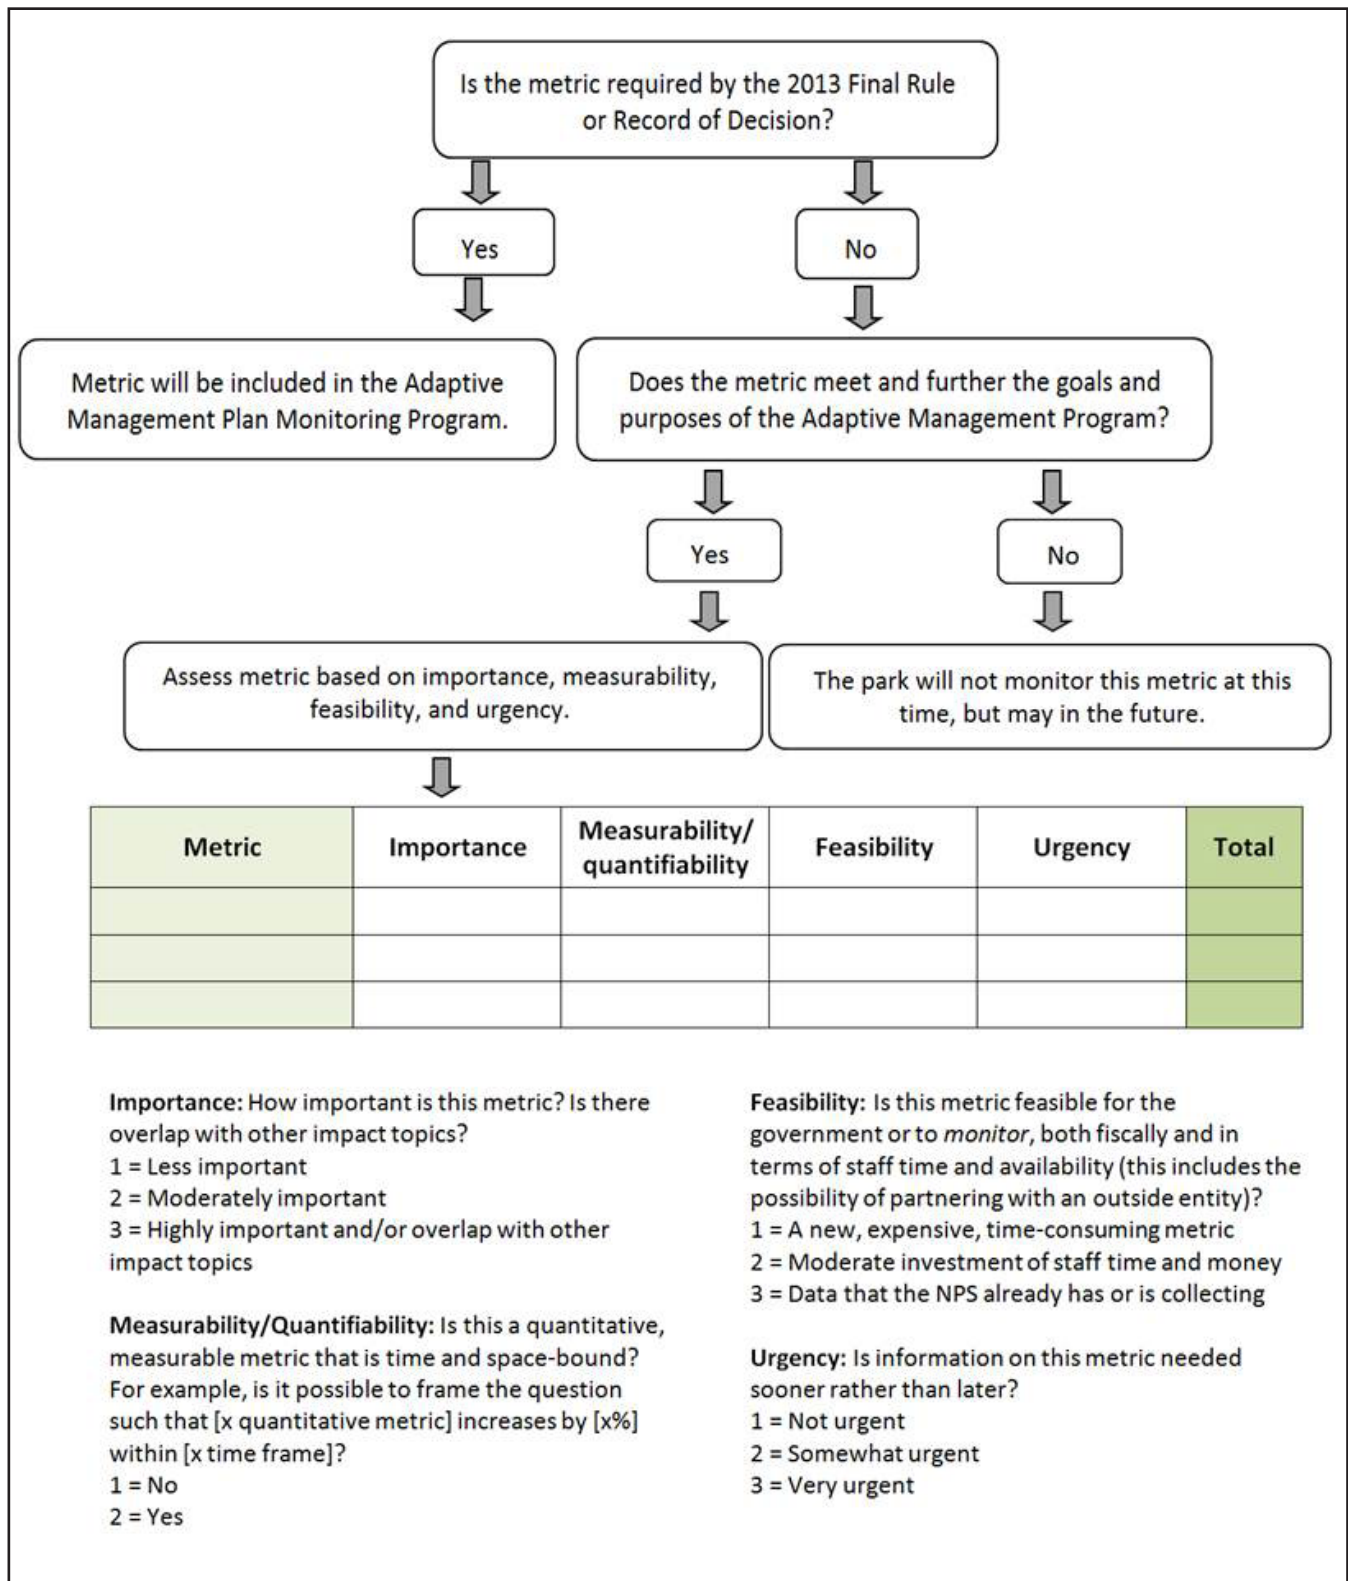 Is the metric required by the 2013 Final Rule
or Record of Decision?
Yes
No
Metric will be included in the Adaptive
Management Plan Monitoring Program.
Does the metric meet and further the goals and
purposes of the Adaptive Management Program?
Yes
No
Assess metric based on importance, measurability,
feasibility, and urgency.
The park will not monitor this metric at this
time, but may in the future.
Metric
Importance
Measurability/
quantifiability
Feasibility
Urgency
Total
Importance: How important is this metric? Is there
overlap with other impact topics?
1 = Less important
2 = Moderately important
3 = Highly important and/or overlap with other
impact topics
Measurability/Quantifiability: Is this a quantitative,
measurable metric that is time and space-bound?
For example, is it possible to frame the question
such that [x quantitative metric] increases by [x%]
within [x time frame]?
1 = No
2 = Yes
Feasibility: Is this metric feasible for the
government or to monitor, both fiscally and in
terms of staff time and availability (this includes the
possibility of partnering with an outside entity)?
1 = A new, expensive, time-consuming metric
2 = Moderate investment of staff time and money
3 = Data that the NPS already has or is collecting
Urgency: Is information on this metric needed
sooner rather than later?
1 = Not urgent
2 = Somewhat urgent
3 = Very urgent